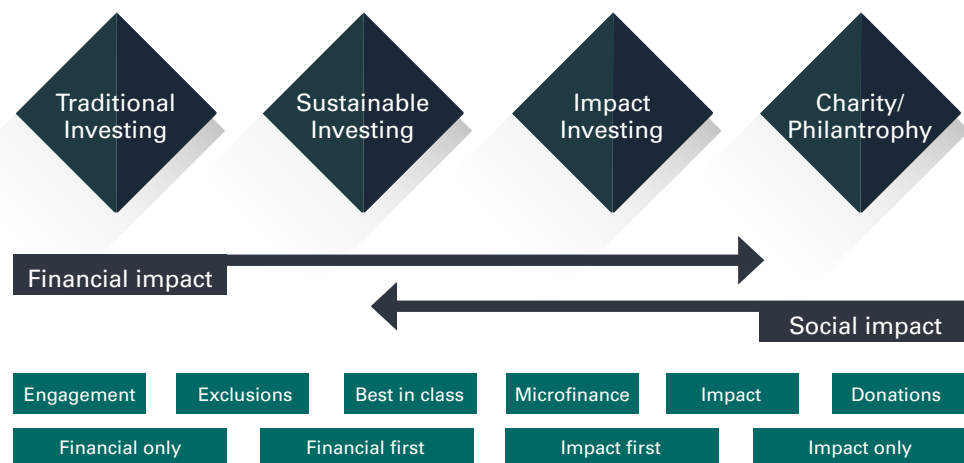 Traditional
Investing
Sustainable
Investing
Impact
Investing
Charity/
Philantrophy
Financial impact
Social impact
Engagement
Exclusions
Best in class
Microfinance
Impact
Donations
Financial only
Financial first
Impact first
Impact only